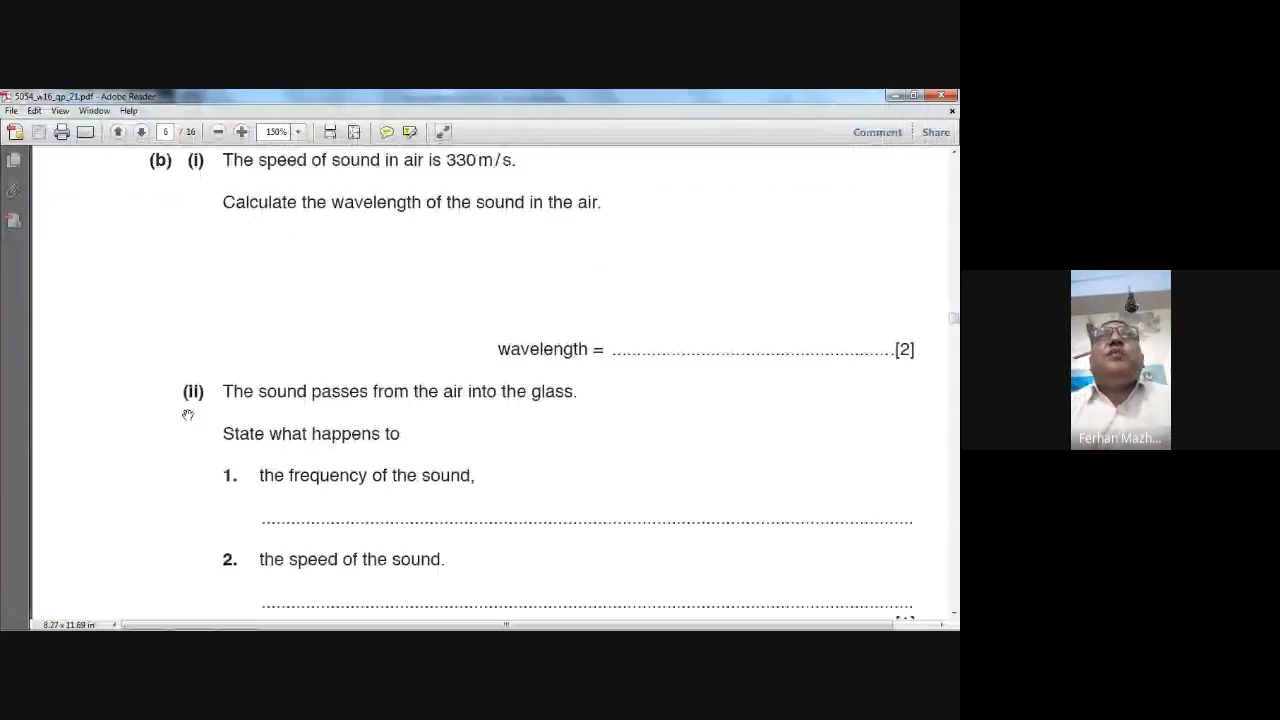 5054_w16_qp_21.pdf - Adobe Reader
File Edit View Window Help
6 / 16 150% Comment Share
(b) (i) The speed of sound in air is 330 m / s.
Calculate the wavelength of the sound in the air.
wavelength = ......................................................[2]
(ii) The sound passes from the air into the glass.
State what happens to
1. the frequency of the sound,
..........................................................................................
2. the speed of the sound.
..........................................................................................
8.27 x 11.69 in
Ferhan Mazh...